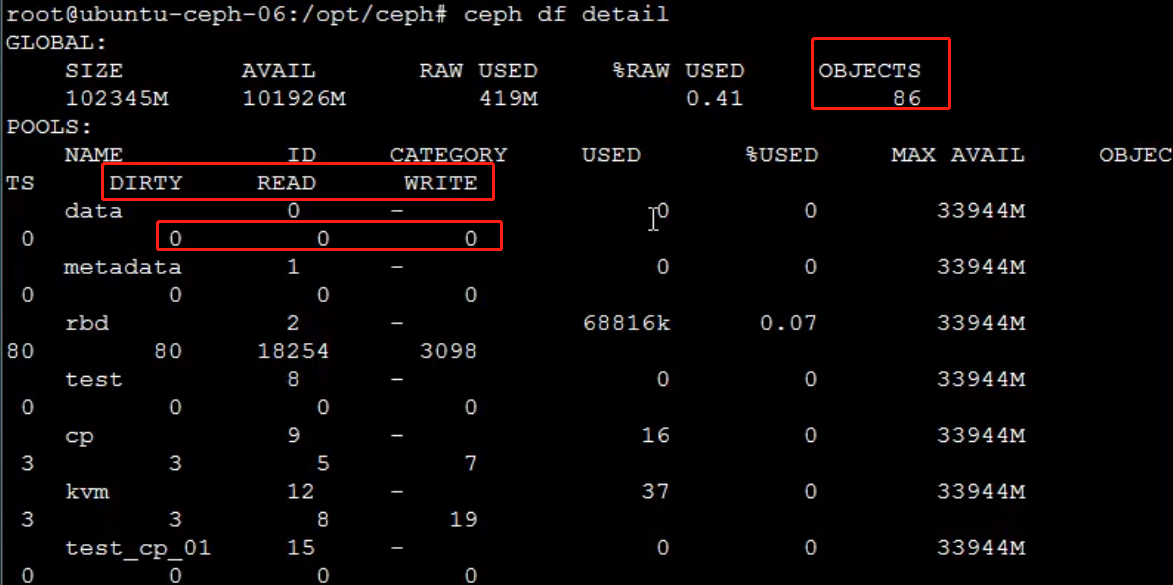 root@ubuntu-ceph-06:/opt/ceph# ceph df detail
GLOBAL:
SIZE AVAIL RAW USED %RAW USED OBJECTS
102345M 101926M 419M 0.41 86
POOLS:
NAME ID CATEGORY USED %USED MAX AVAIL OBJEC
TS DIRTY READ WRITE
data 0 - 0 0 33944M
0 0 0 0
metadata 1 - 0 0 33944M
0 0 0 0
rbd 2 - 68816k 0.07 33944M
80 80 18254 3098
test 8 - 0 0 33944M
0 0 0 0
cp 9 - 16 0 33944M
3 3 5 7
kvm 12 - 37 0 33944M
3 3 8 19
test_cp_01 15 - 0 0 33944M
0 0 0 0